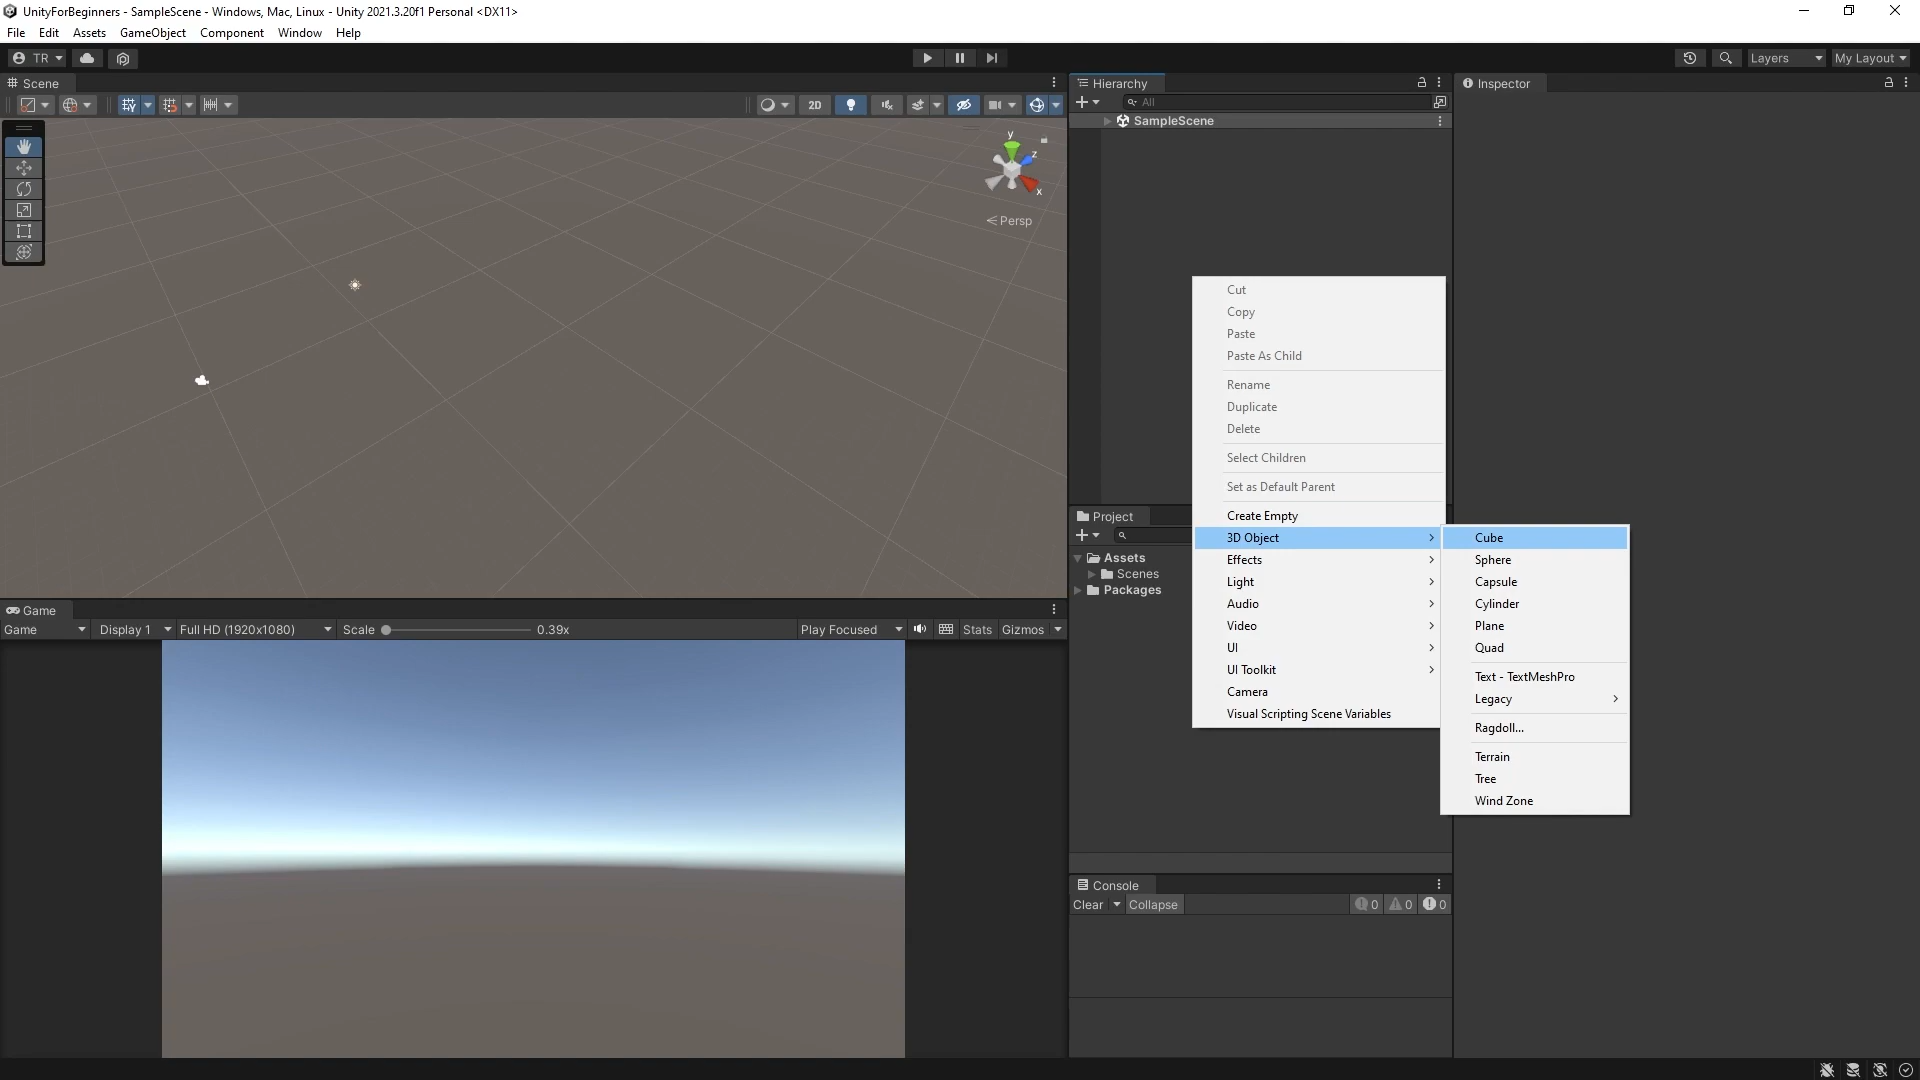 UnityForBeginners - SampleScene - Windows, Mac, Linux - Unity 2021.3.20f1 Personal <DX11>
File Edit Assets GameObject Component Window Help
TR Layers My Layout
Scene
2D
y
z
x
Persp
Hierarchy
All
SampleScene
Inspector
Cut
Copy
Paste
Paste As Child
Rename
Duplicate
Delete
Select Children
Set as Default Parent
Create Empty
3D Object
Effects
Light
Audio
Video
UI
UI Toolkit
Camera
Visual Scripting Scene Variables
Cube
Sphere
Capsule
Cylinder
Plane
Quad
Text - TextMeshPro
Legacy
Ragdoll...
Terrain
Tree
Wind Zone
Project
Assets
Scenes
Packages
Game
Game Display 1 Full HD (1920x1080) Scale 0.39x Play Focused Stats Gizmos
Console
Clear Collapse 0 0 0